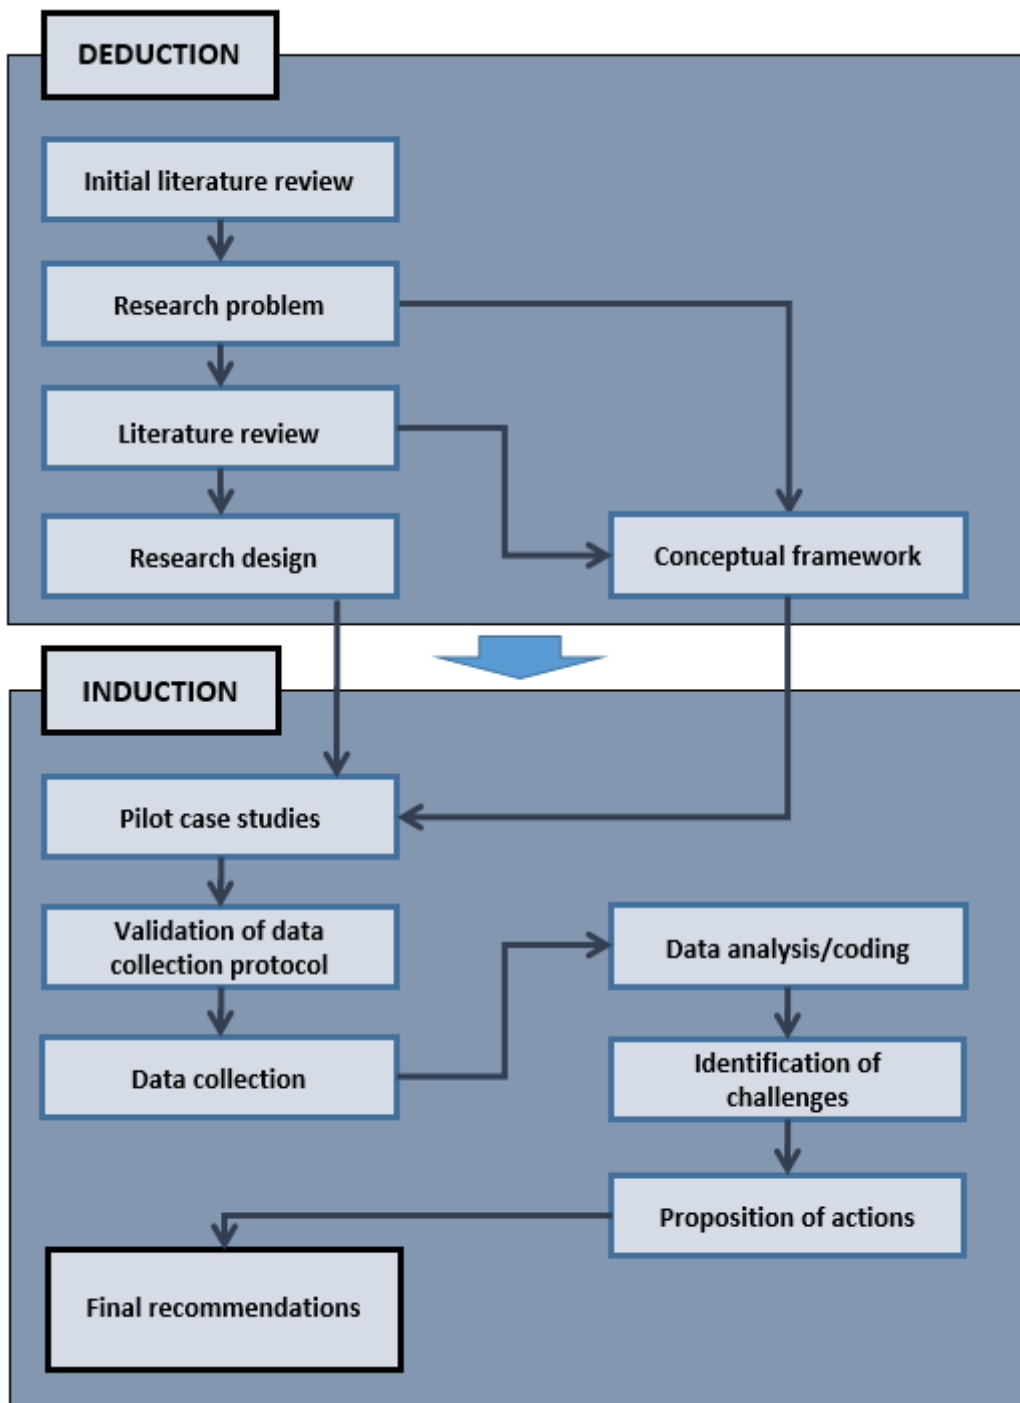 DEDUCTION
Initial literature review
Research problem
Literature review
Research design
Conceptual framework
INDUCTION
Pilot case studies
Validation of data
collection protocol
Data collection
Data analysis/coding
Identification of
challenges
Proposition of actions
Final recommendations